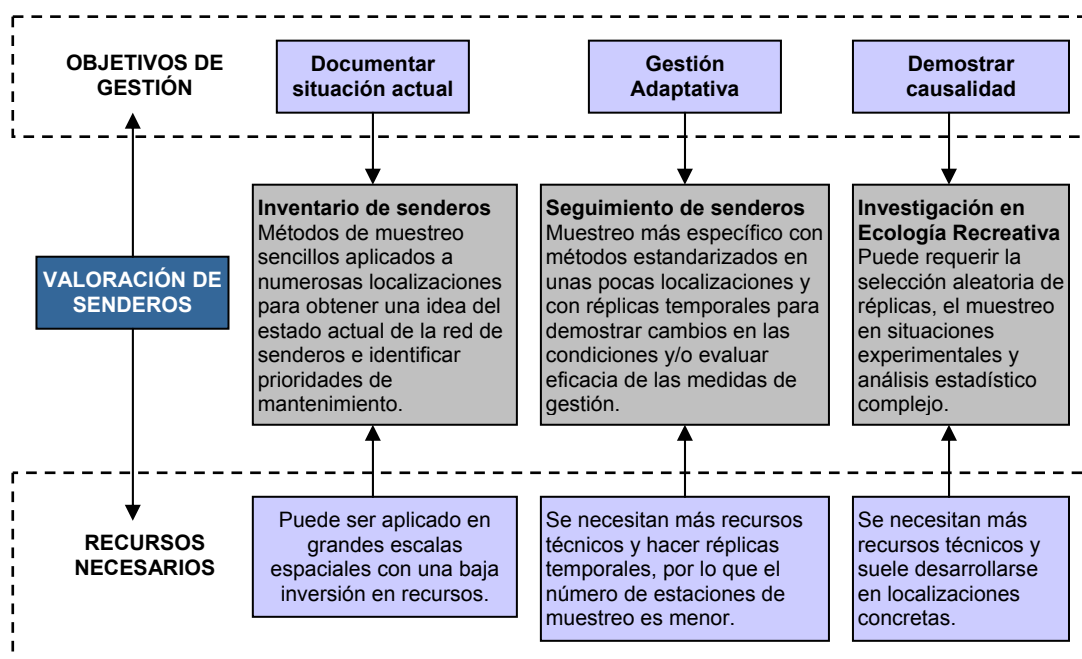 OBJETIVOS DE
GESTIÓN
Documentar
situación actual
Gestión
Adaptativa
Demostrar
causalidad
VALORACIÓN DE
SENDEROS
Inventario de senderos
Métodos de muestreo
sencillos aplicados a
numerosas localizaciones
para obtener una idea del
estado actual de la red de
senderos e identificar
prioridades de
mantenimiento.
Seguimiento de senderos
Muestreo más específico con
métodos estandarizados en
unas pocas localizaciones y
con réplicas temporales para
demostrar cambios en las
condiciones y/o evaluar
eficacia de las medidas de
gestión.
Investigación en
Ecología Recreativa
Puede requerir la
selección aleatoria de
réplicas, el muestreo
en situaciones
experimentales y
análisis estadístico
complejo.
RECURSOS
NECESARIOS
Puede ser aplicado en
grandes escalas
espaciales con una baja
inversión en recursos.
Se necesitan más recursos
técnicos y hacer réplicas
temporales, por lo que el
número de estaciones de
muestreo es menor.
Se necesitan más
recursos técnicos y
suele desarrollarse
en localizaciones
concretas.